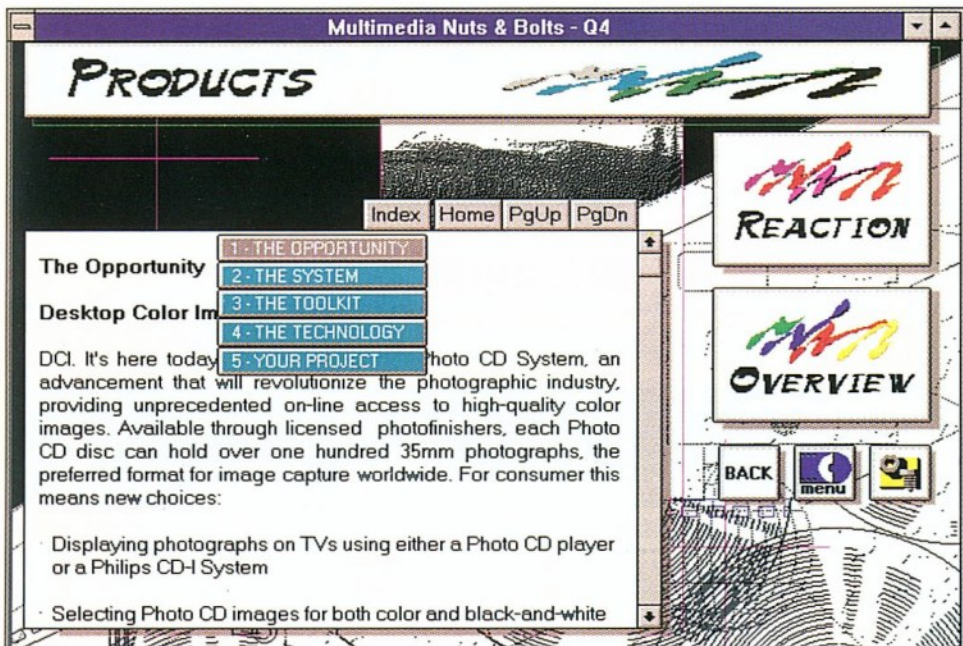 Multimedia Nuts & Bolts - Q4
PRODUCTS
REACTION
Index Home PgUp PgDn
1 - THE OPPORTUNITY
2 - THE SYSTEM
3 - THE TOOLKIT
4 - THE TECHNOLOGY
5 - YOUR PROJECT
The Opportunity
Desktop Color Im
DCI. It's here today Photo CD System, an
advancement that will revolutionize the photographic industry,
providing unprecedented on-line access to high-quality color
images. Available through licensed photofinishers, each Photo
CD disc can hold over one hundred 35mm photographs, the
preferred format for image capture worldwide. For consumer this
means new choices:
· Displaying photographs on TVs using either a Photo CD player
or a Philips CD-I System
· Selecting Photo CD images for both color and black-and-white
OVERVIEW
BACK
menu